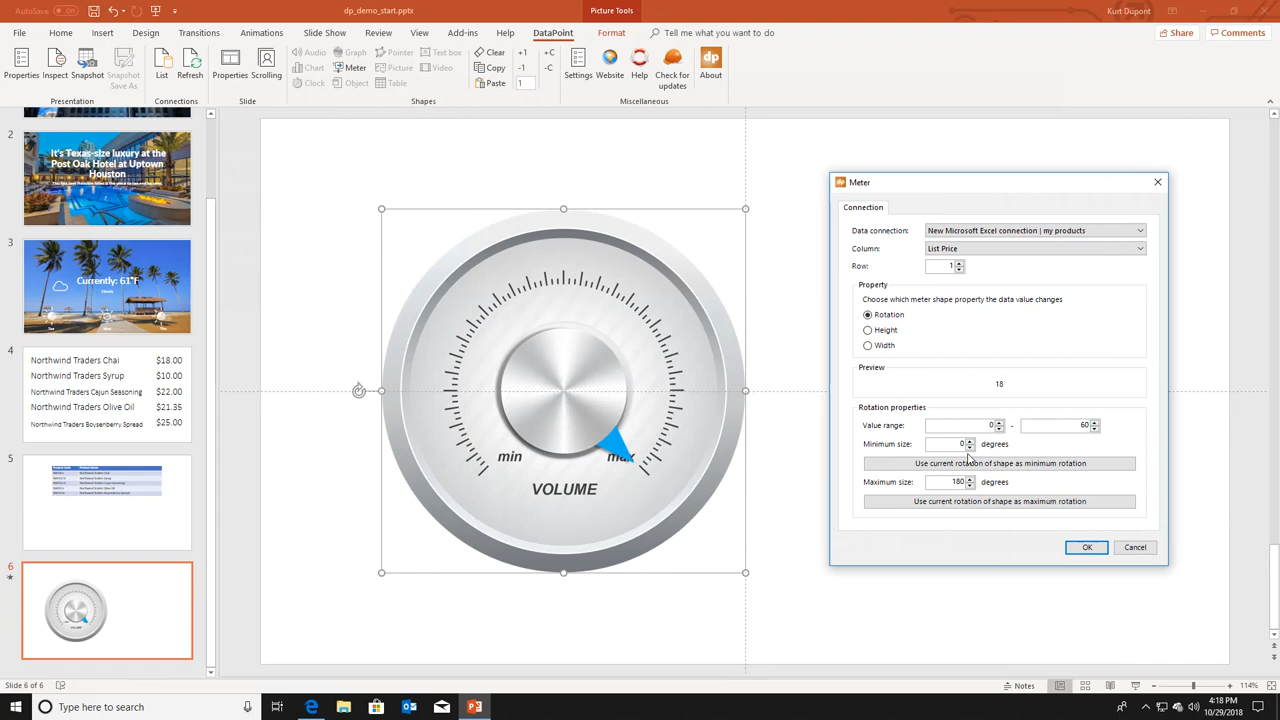 AutoSave Off
dp_demo_start.pptx
Picture Tools
Kurt Dupont
File Home Insert Design Transitions Animations Slide Show Review View Add-ins Help DataPoint Format Tell me what you want to do Share Comments
Properties Inspect Snapshot Snapshot Save As
Presentation
List Refresh
Connections
Properties Scrolling
Slide
Audio Graph Pointer Text box
Chart Meter Picture Video
Clock Object Table
Clear +1 +C
Copy -1 -C
Paste 1
Shapes
Settings Website Help Check for updates About
Miscellaneous
2
It's Texas-size luxury at the
Post Oak Hotel at Uptown
Houston
3
Currently: 61°F
4
Northwind Traders Chai $18.00
Northwind Traders Syrup $10.00
Northwind Traders Cajun Seasoning $22.00
Northwind Traders Olive Oil $21.35
Northwind Traders Boysenberry Spread $25.00
5
6
VOLUME
min max
VOLUME
dp Meter
Connection
Data connection: New Microsoft Excel connection | my products
Column: List Price
Row: 1
Property
Choose which meter shape property the data value changes
Rotation
Height
Width
Preview
18
Rotation properties
Value range: 0 - 60
Minimum size: 0 degrees
Use current rotation of shape as minimum rotation
Maximum size: 180 degrees
Use current rotation of shape as maximum rotation
OK Cancel
Slide 6 of 6
Notes
114%
Type here to search
4:18 PM
10/29/2018